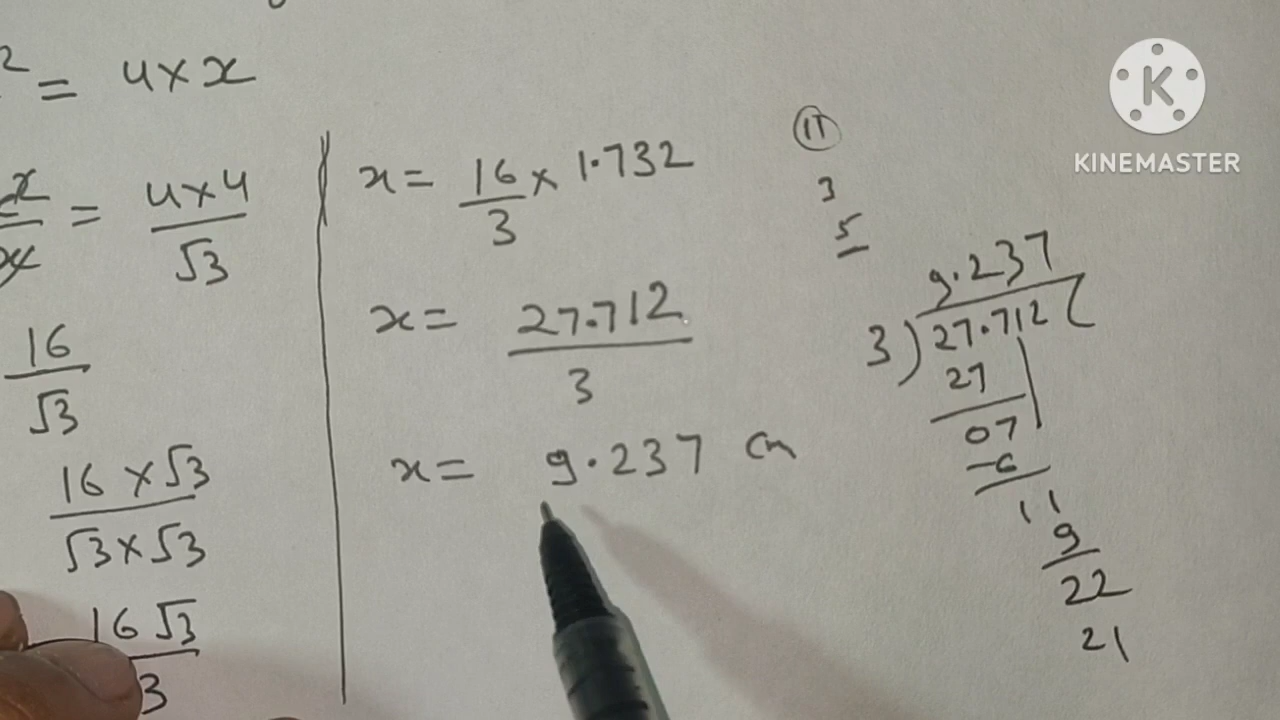 ² = 4 × x
x/x = 4 × 4/√3
16/√3
16 × √3/√3 × √3
16√3/3
x = 16/3 × 1.732
x = 27.712/3
x = 9.237 cm
3
5
9.237
3) 27.712 (
27
07
-6
11
9
22
21
KINEMASTER